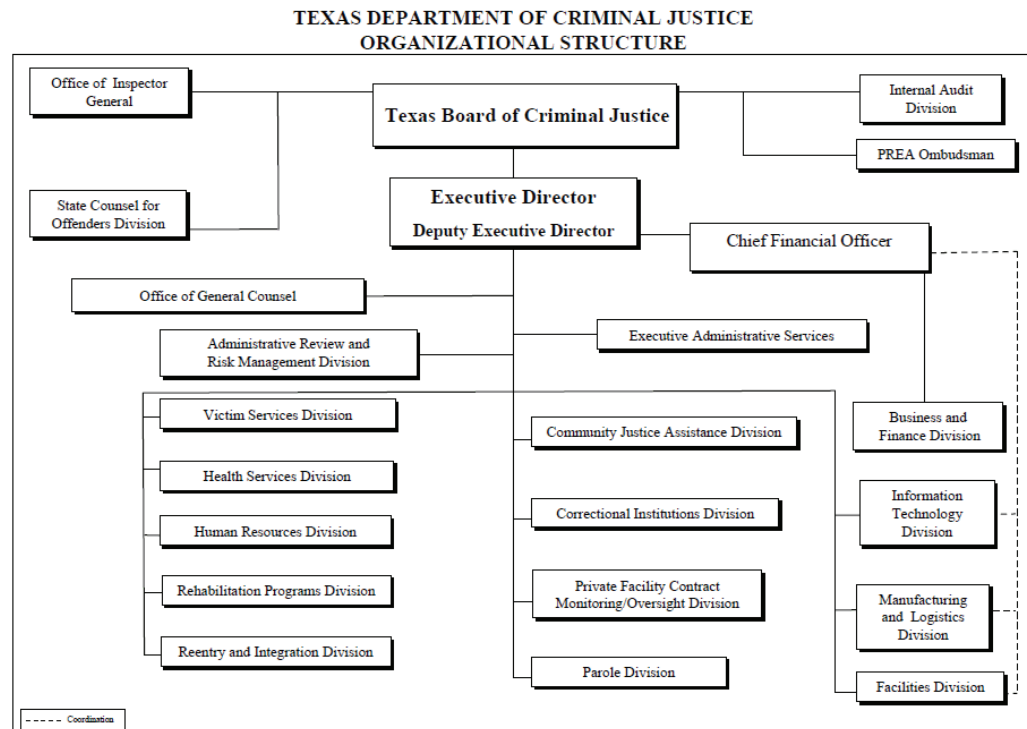 TEXAS DEPARTMENT OF CRIMINAL JUSTICE
ORGANIZATIONAL STRUCTURE
Office of Inspector
General
Texas Board of Criminal Justice
Internal Audit
Division
PREA Ombudsman
State Counsel for
Offenders Division
Executive Director
Deputy Executive Director
Chief Financial Officer
Office of General Counsel
Executive Administrative Services
Administrative Review and
Risk Management Division
Victim Services Division
Community Justice Assistance Division
Business and
Finance Division
Health Services Division
Correctional Institutions Division
Information
Technology
Division
Human Resources Division
Rehabilitation Programs Division
Private Facility Contract
Monitoring/Oversight Division
Manufacturing
and Logistics
Division
Reentry and Integration Division
Parole Division
Facilities Division
Coordination